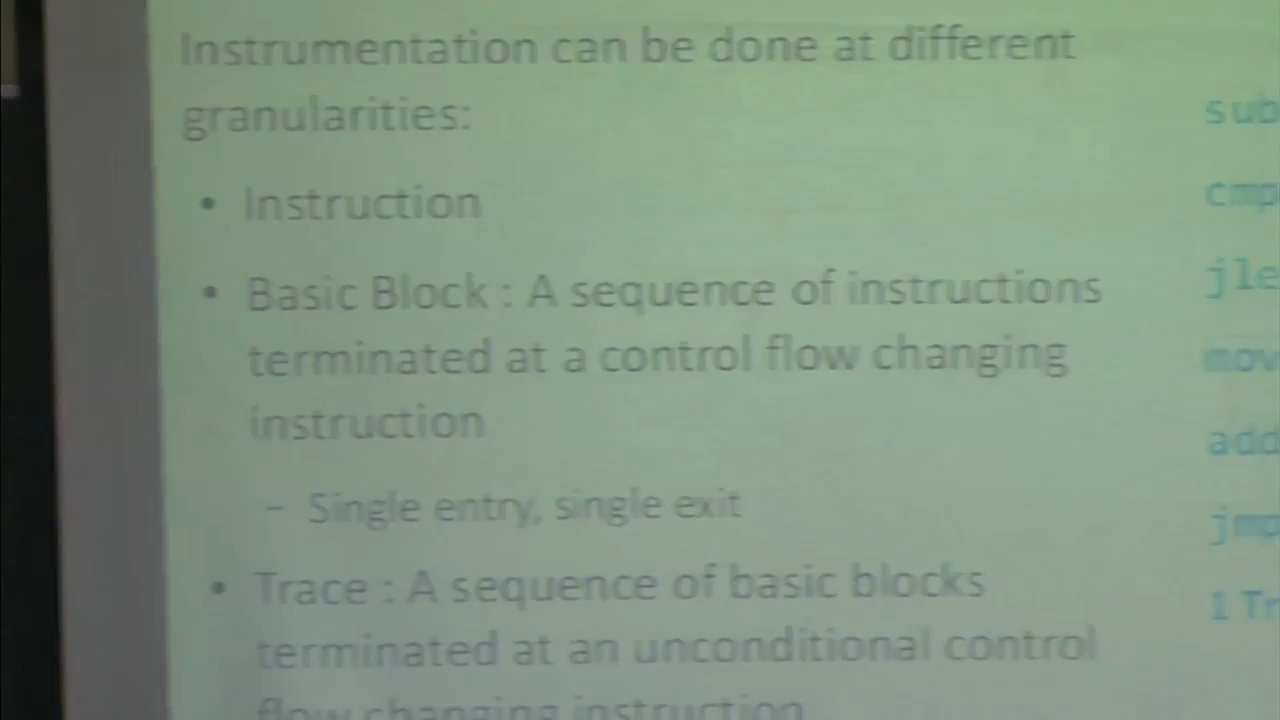 Instrumentation can be done at different
granularities:
• Instruction
• Basic Block : A sequence of instructions
terminated at a control flow changing
instruction
– Single entry, single exit
• Trace : A sequence of basic blocks
terminated at an unconditional control
flow changing instruction
sub
cmp
jle
mov
add
jmp
1 Tr